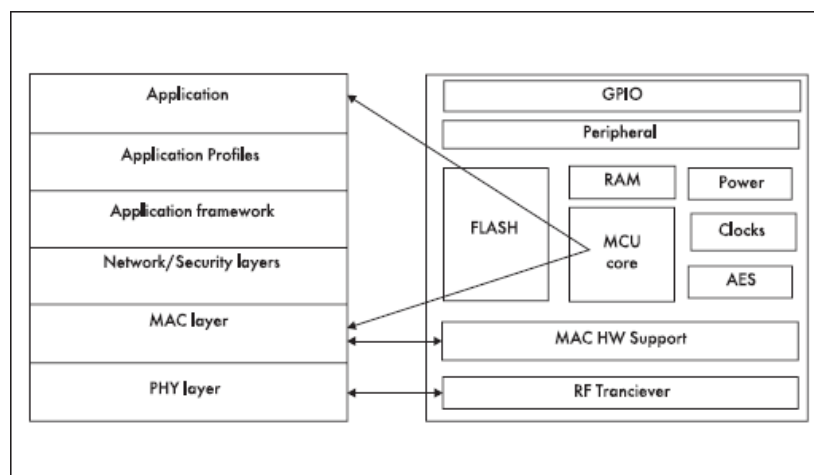 Application
Application Profiles
Application framework
Network/Security layers
MAC layer
PHY layer
GPIO
Peripheral
FLASH
RAM
MCU
core
Power
Clocks
AES
MAC HW Support
RF Tranciever